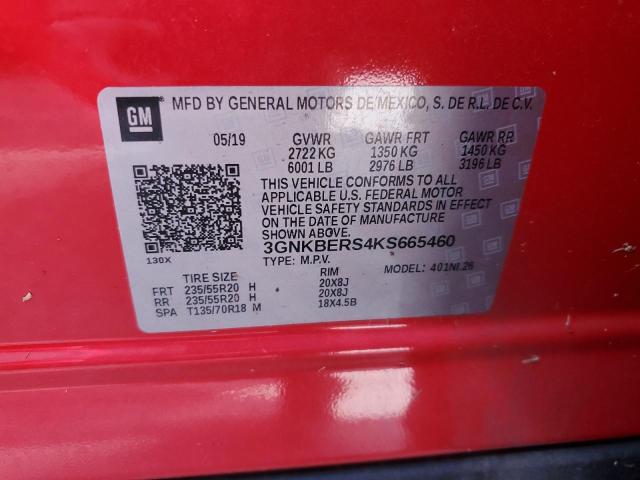 GM
MFD BY GENERAL MOTORS DE MEXICO, S. DE R.L. DE C.V.
05/19 GVWR GAWR FRT GAWR RR
2722 KG 1350 KG 1450 KG
6001 LB 2976 LB 3196 LB
THIS VEHICLE CONFORMS TO ALL
APPLICABLE U.S. FEDERAL MOTOR
VEHICLE SAFETY STANDARDS IN EFFECT
ON THE DATE OF MANUFACTURE
SHOWN ABOVE.
130X 3GNKBERS4KS665460
TYPE: M.P.V. MODEL: 401NL26
TIRE SIZE RIM
FRT 235/55R20 H 20X8J
RR 235/55R20 H 20X8J
SPA T135/70R18 M 18X4.5B